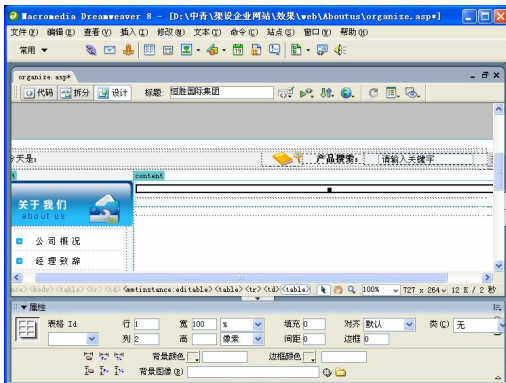 Macromedia Dreamweaver 8 - [D:\中青\架设企业网站\效果\web\Aboutus\organize.asp*]
文件(F) 编辑(E) 查看(V) 插入(I) 修改(M) 文本(T) 命令(C) 站点(S) 窗口(W) 帮助(H)
常用
organize.asp*
代码 拆分 设计 标题: 恒胜国际集团
天是: 产品搜索: 请输入关键字
content
关于我们
about us
公司概况
经理致辞
<body> <table> <tr> <td> <mmtinstance:editable> <table> <tr> <td> <table> 100% 727 x 264 12 K / 2 秒
属性
表格 Id 行 1 宽 100 % 填充 0 对齐 默认 类(C) 无
列 2 高 像素 间距 0 边框 0
背景颜色 边框颜色
背景图像(B)